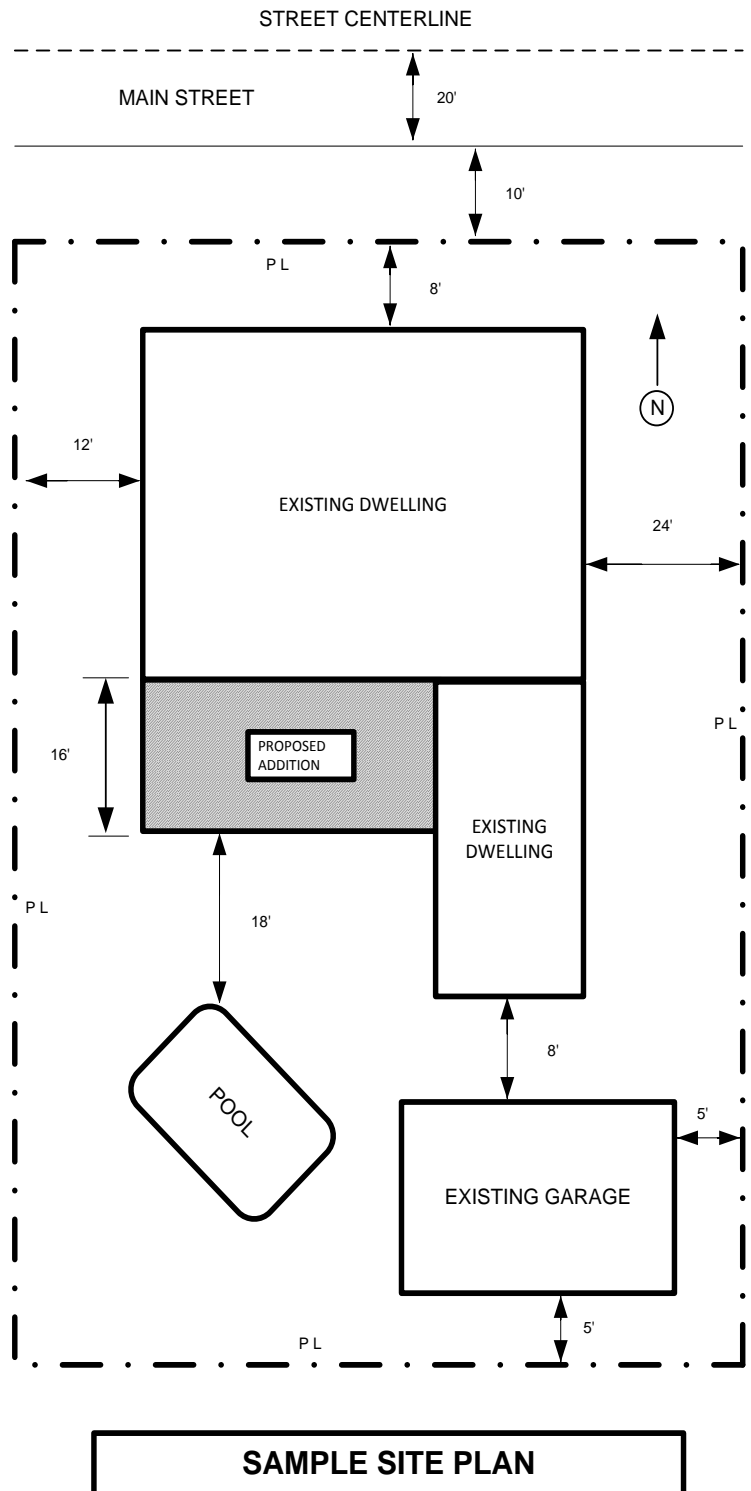 STREET CENTERLINE
MAIN STREET
20'
10'
P L
8'
N
12'
EXISTING DWELLING
24'
P L
16'
PROPOSED
ADDITION
EXISTING
DWELLING
P L
18'
8'
POOL
5'
EXISTING GARAGE
5'
P L
SAMPLE SITE PLAN